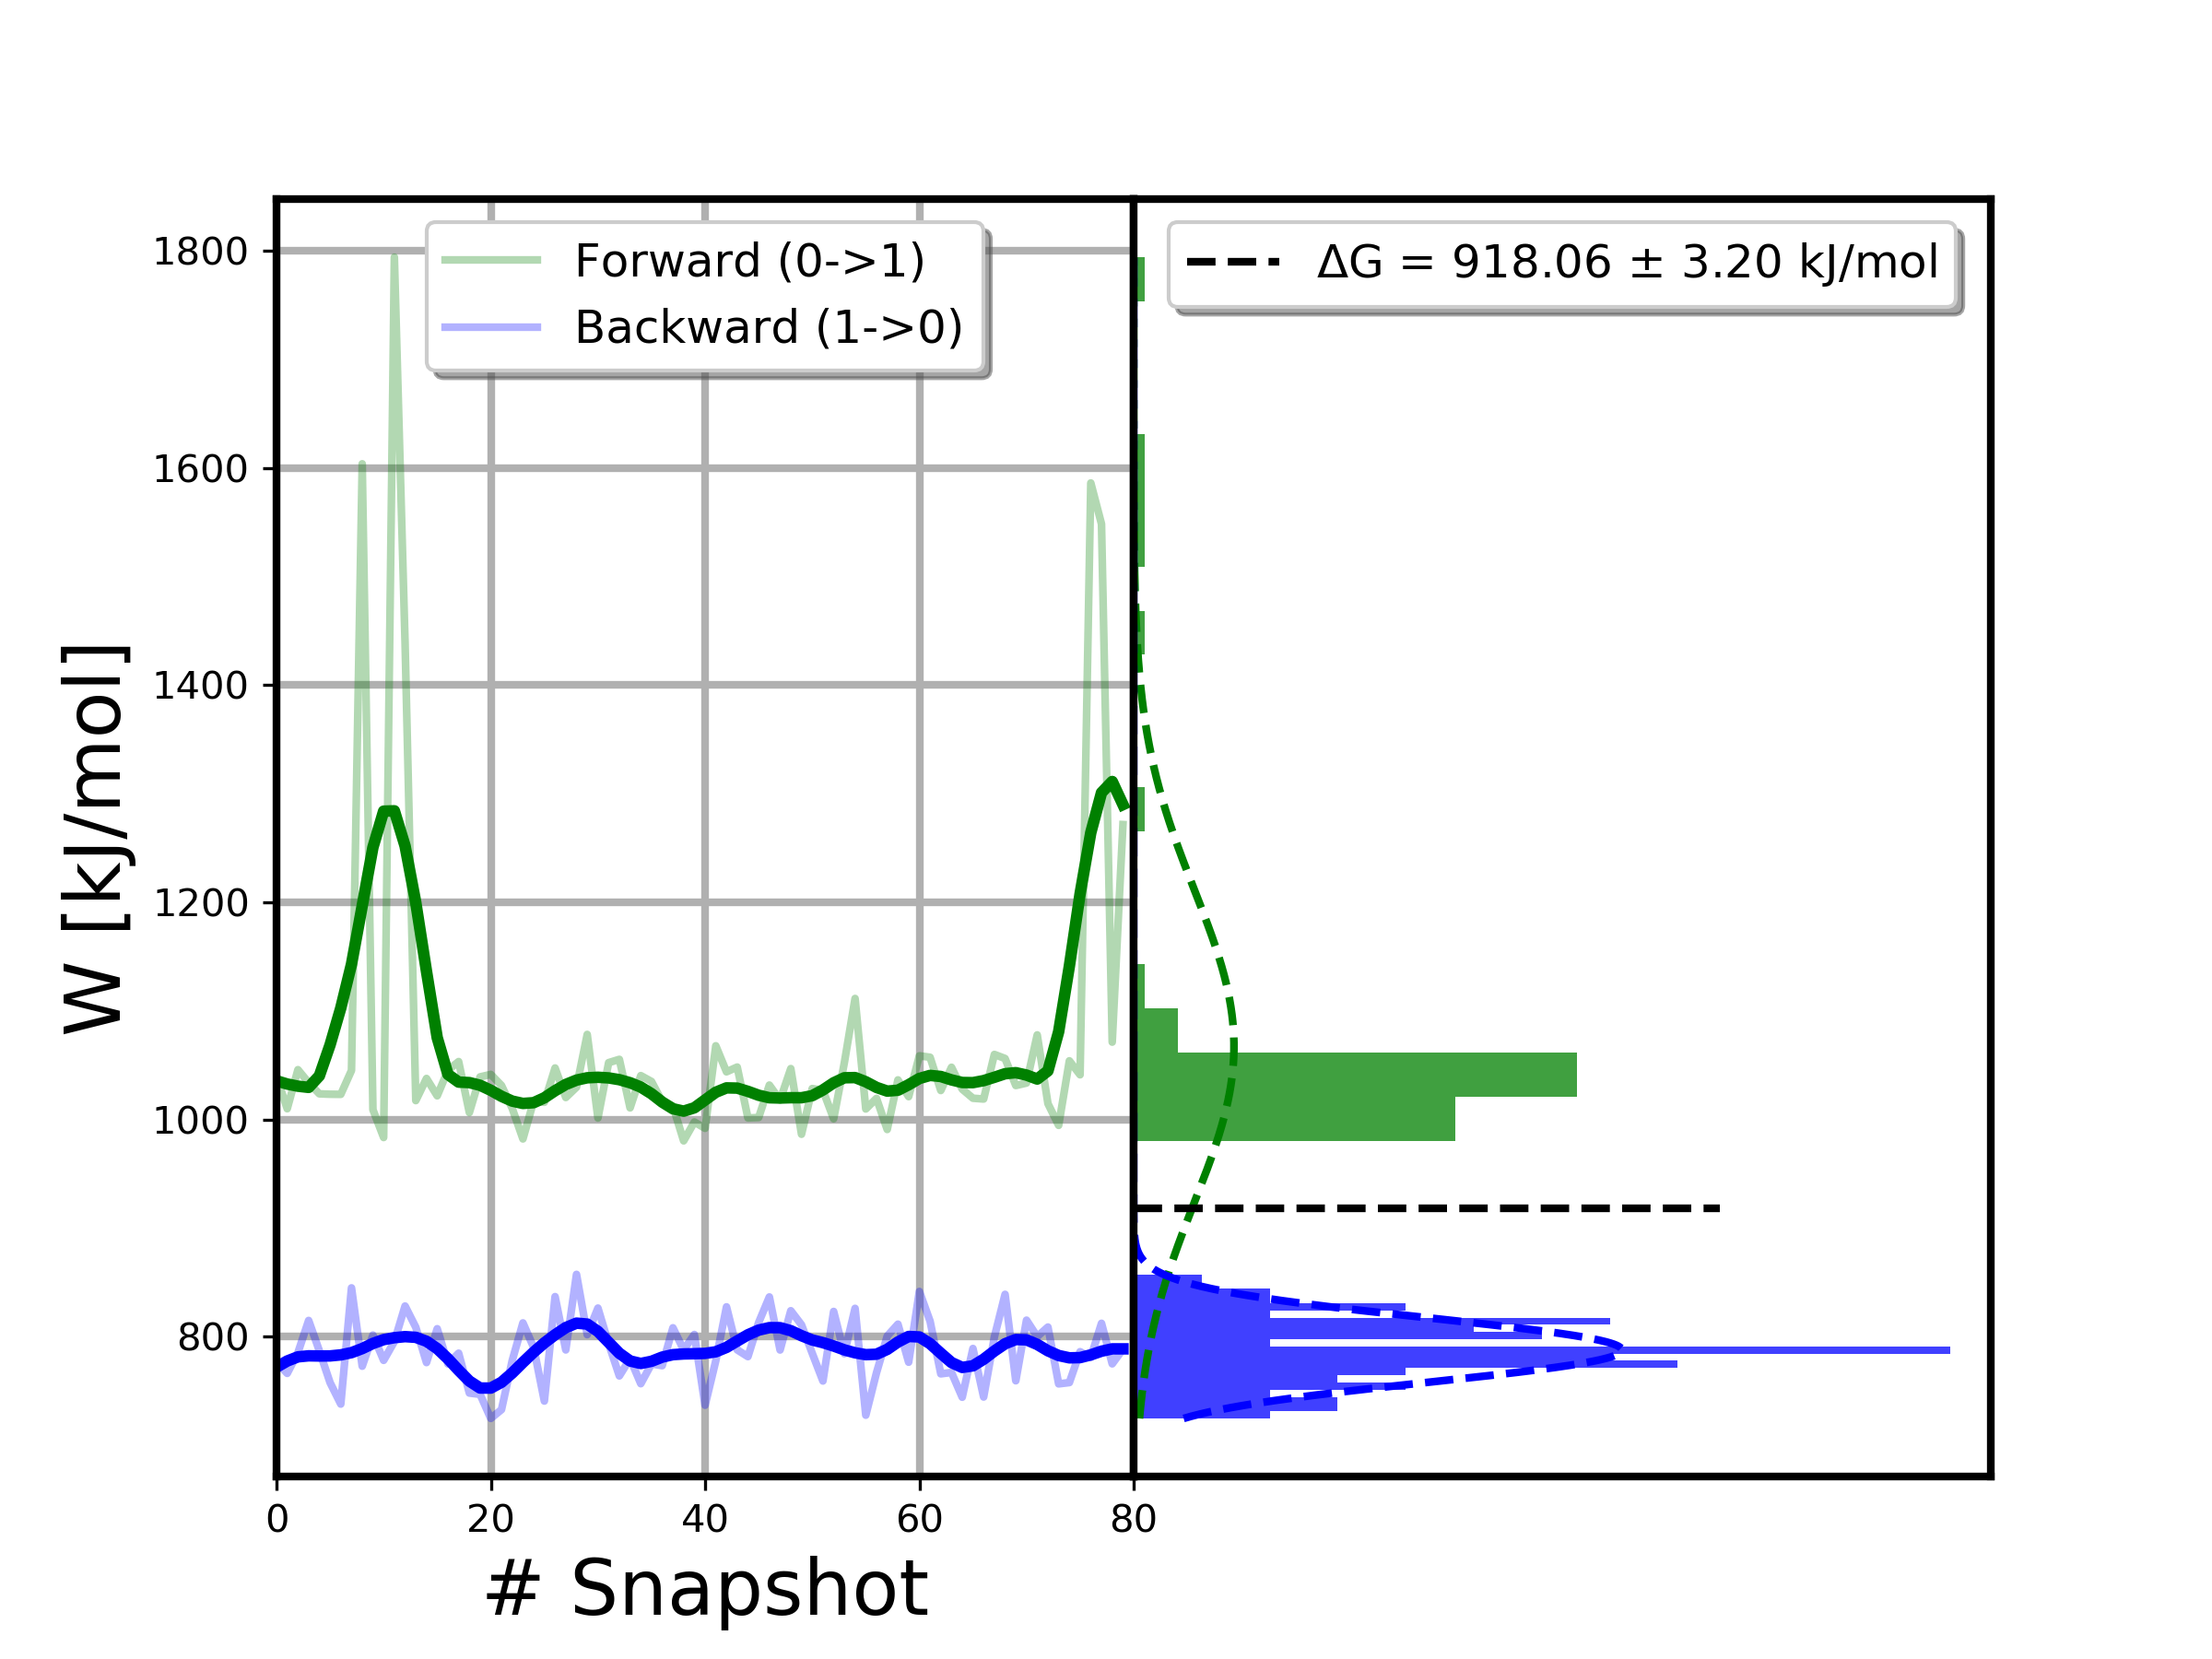 Forward (0->1)
Backward (1->0)
ΔG = 918.06 ± 3.20 kJ/mol
W [kJ/mol]
1800
1600
1400
1200
1000
800
0 20 40 60 80
# Snapshot